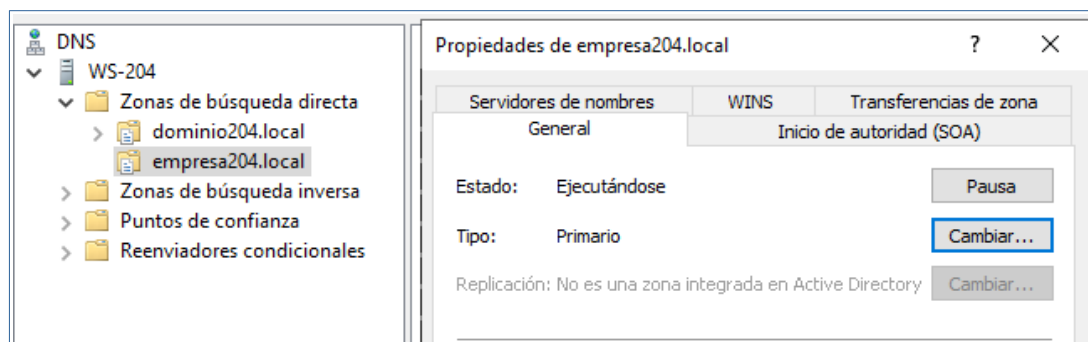 DNS
WS-204
Zonas de búsqueda directa
dominio204.local
empresa204.local
Zonas de búsqueda inversa
Puntos de confianza
Reenviadores condicionales
Propiedades de empresa204.local
?
Servidores de nombres WINS Transferencias de zona
General Inicio de autoridad (SOA)
Estado: Ejecutándose Pausa
Tipo: Primario Cambiar...
Replicación: No es una zona integrada en Active Directory Cambiar...